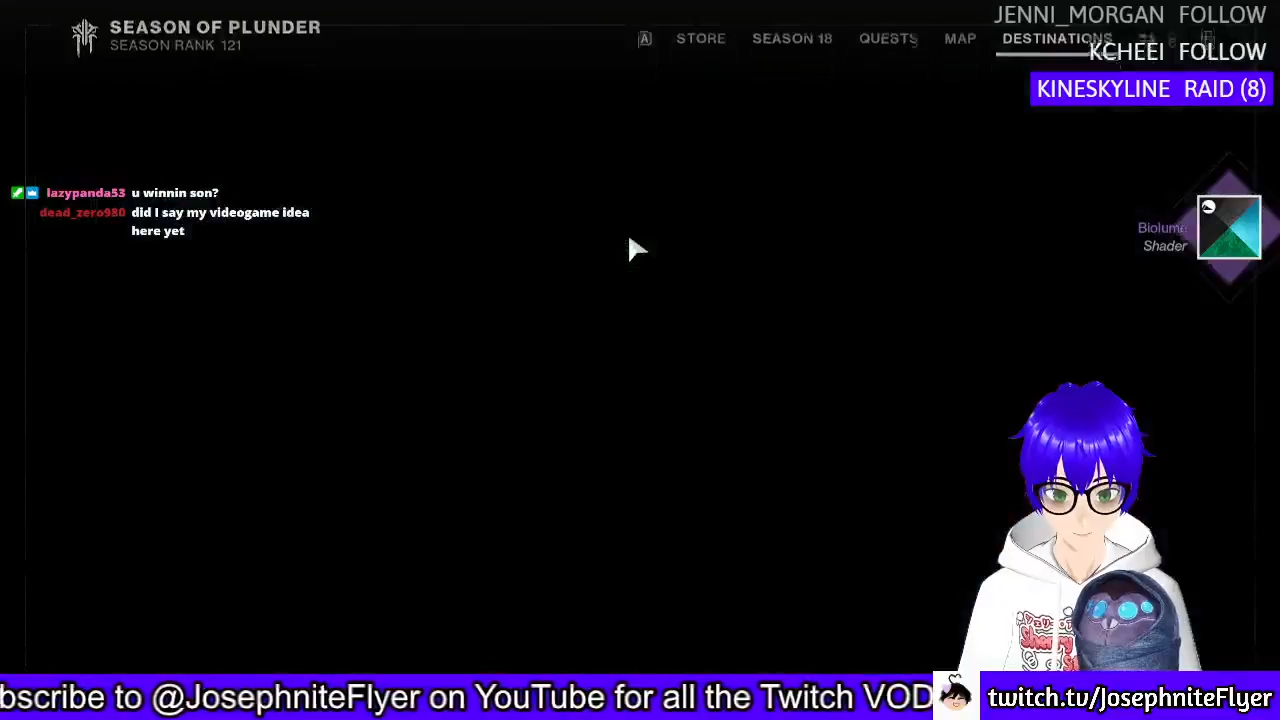 SEASON OF PLUNDER
SEASON RANK 121
A
STORE
SEASON 18
QUESTS
MAP
DESTINATIONS
JENNI_MORGAN FOLLOW
KCHEEI FOLLOW
KINESKYLINE RAID (8)
lazypanda53 u winnin son?
dead_zero980 did I say my videogame idea
here yet
Biolume
Shader
Sherry
bscribe to @JosephniteFlyer on YouTube for all the Twitch VOD
twitch.tv/JosephniteFlyer